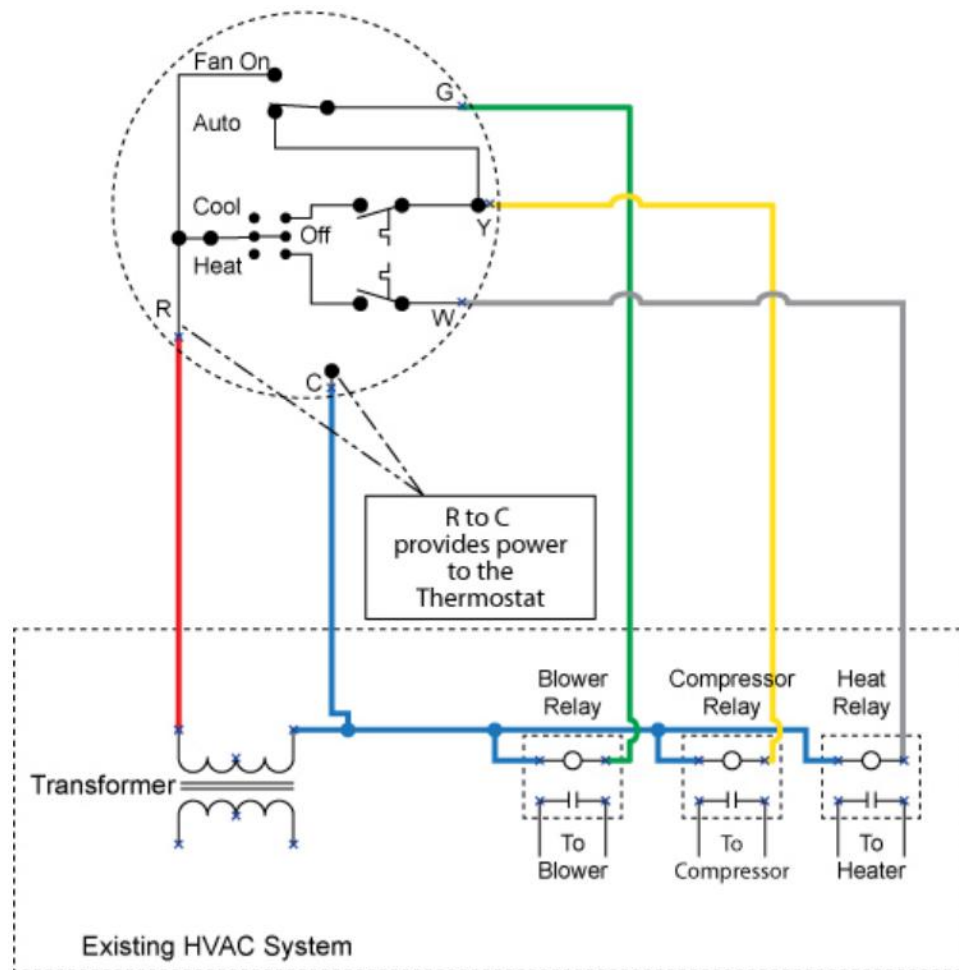 Fan On
G
Auto
Cool
Off
Y
Heat
R
W
C
R to C
provides power
to the
Thermostat
Blower
Relay
Compressor
Relay
Heat
Relay
Transformer
To
Blower
To
Compressor
To
Heater
Existing HVAC System